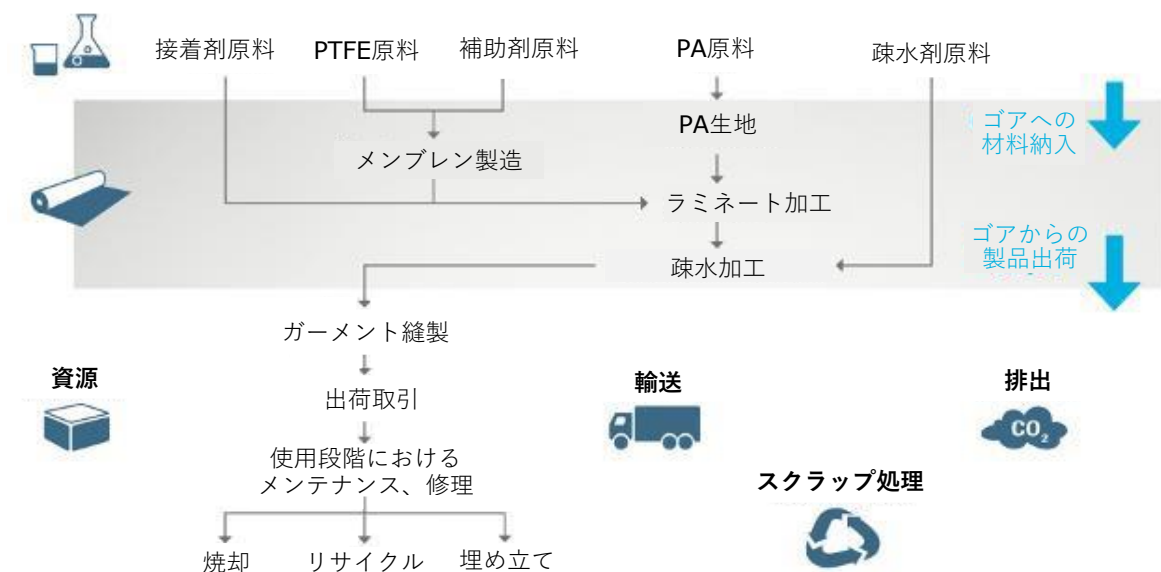 接着剤原料
PTFE原料
補助剤原料
PA原料
疎水剤原料
PA生地
ゴアへの
材料納入
メンブレン製造
ラミネート加工
ゴアからの
製品出荷
疎水加工
ガーメント縫製
資源
輸送
排出
出荷取引
CO2
使用段階における
メンテナンス、修理
スクラップ処理
焼却
リサイクル
埋め立て